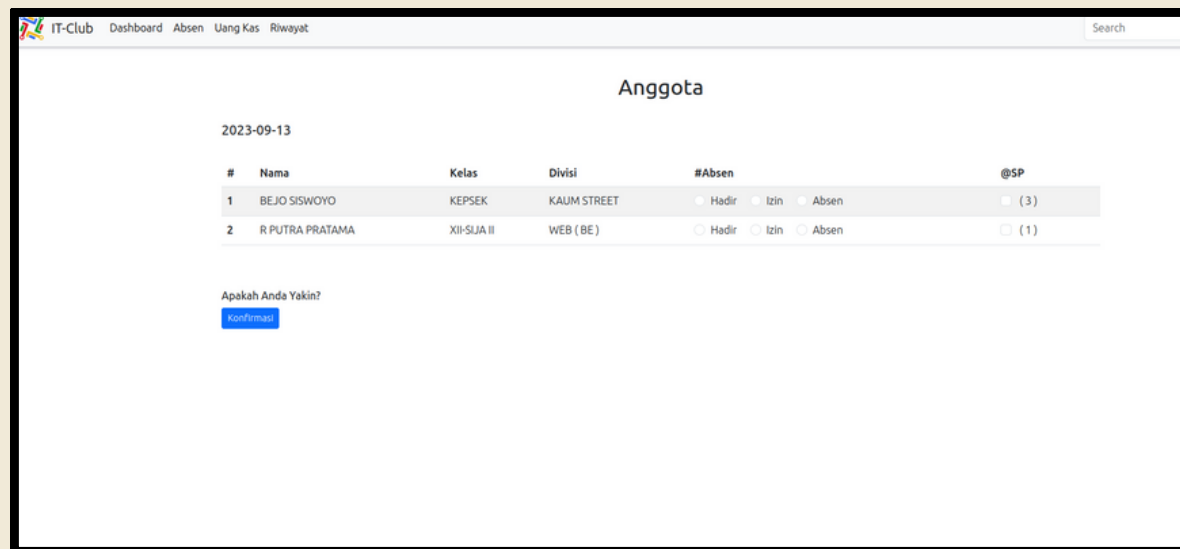 IT-Club Dashboard Absen Uang Kas Riwayat Search
Anggota
2023-09-13
# Nama Kelas Divisi #Absen @SP
1 BEJO SISWOYO KEPSEK KAUM STREET Hadir Izin Absen ( 3 )
2 R PUTRA PRATAMA XII-SIJA II WEB ( BE ) Hadir Izin Absen ( 1 )
Apakah Anda Yakin?
Konfirmasi